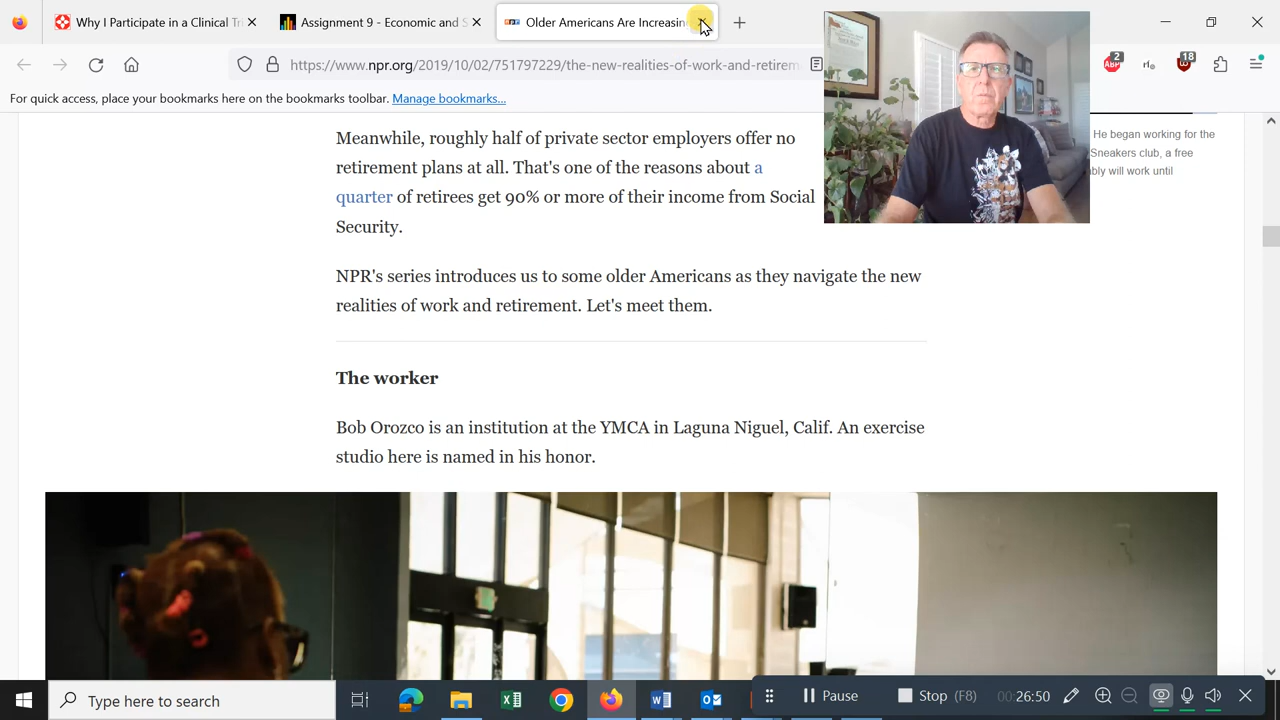 Why I Participate in a Clinical Tri
Assignment 9 - Economic and S
Older Americans Are Increasin
https://www.npr.org/2019/10/02/751797229/the-new-realities-of-work-and-retirem
2
rl.
18
For quick access, place your bookmarks here on the bookmarks toolbar. Manage bookmarks...
Meanwhile, roughly half of private sector employers offer no
retirement plans at all. That's one of the reasons about a
quarter of retirees get 90% or more of their income from Social
Security.
He began working for the
Sneakers club, a free
bly will work until
NPR's series introduces us to some older Americans as they navigate the new
realities of work and retirement. Let's meet them.
The worker
Bob Orozco is an institution at the YMCA in Laguna Niguel, Calif. An exercise
studio here is named in his honor.
Type here to search
Pause
Stop (F8)
00:26:50